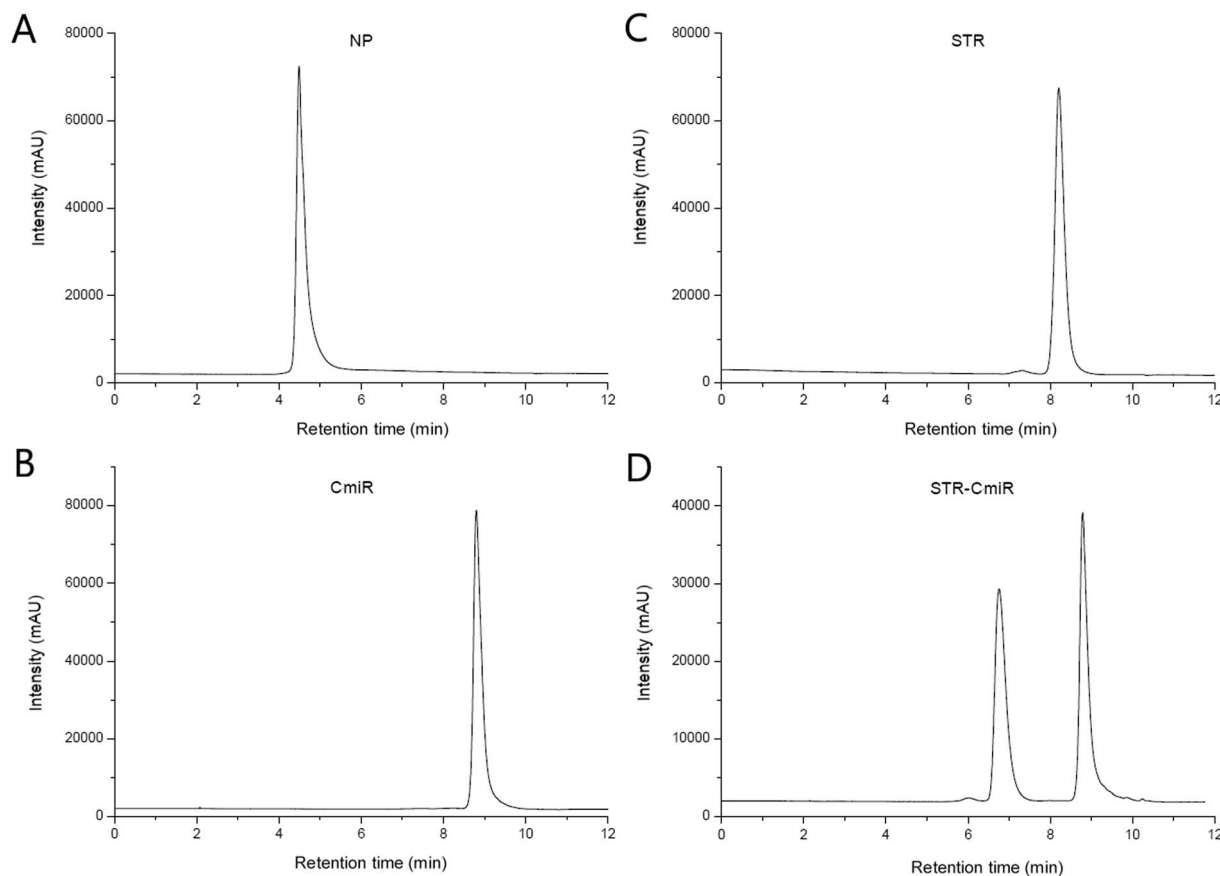 A
NP
80000
60000
40000
20000
0
Intensity (mAU)
0 2 4 6 8 10 12
Retention time (min)
C
STR
80000
60000
40000
20000
0
Intensity (mAU)
0 2 4 6 8 10 12
Retention time (min)
B
CmiR
80000
60000
40000
20000
0
Intensity (mAU)
0 2 4 6 8 10 12
Retention time (min)
D
STR-CmiR
40000
30000
20000
10000
0
Intensity (mAU)
0 2 4 6 8 10 12
Retention time (min)